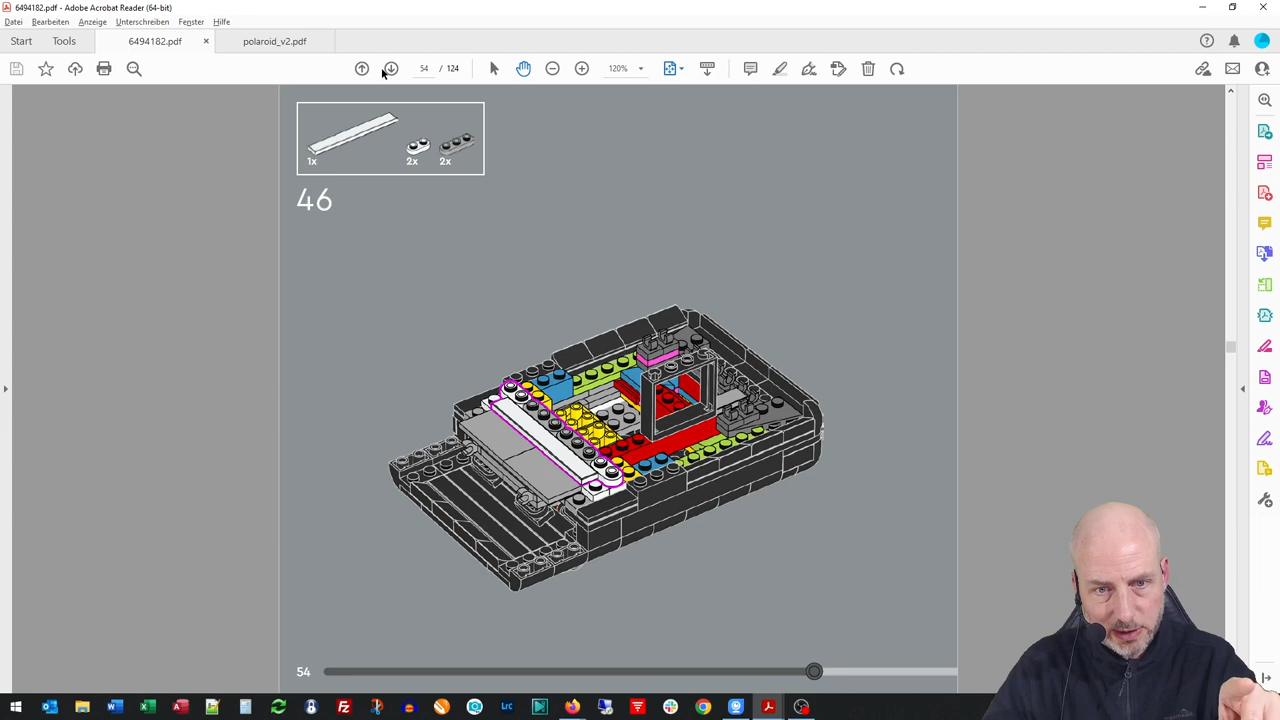 6494182.pdf - Adobe Acrobat Reader (64-bit)
Datei Bearbeiten Anzeige Unterschreiben Fenster Hilfe
Start Tools 6494182.pdf × polaroid_v2.pdf
54 / 124 120%
1x 2x 2x
46
54
Lrc